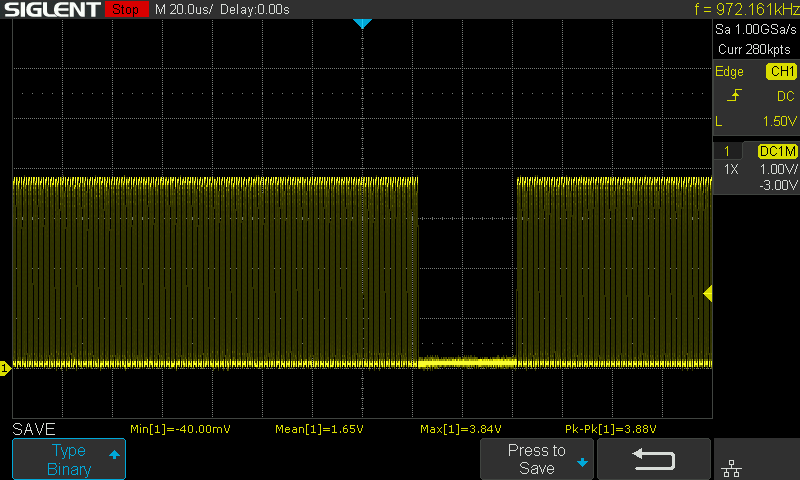 SIGLENT Stop M 20.0us/ Delay:0.00s f = 972.161kHz
Sa 1.00GSa/s
Curr 280kpts
Edge CH1
DC
L 1.50V
1 DC1M
1X 1.00V/
-3.00V
1
SAVE Min[1]=-40.00mV Mean[1]=1.65V Max[1]=3.84V Pk-Pk[1]=3.88V
Type
Binary
Press to
Save